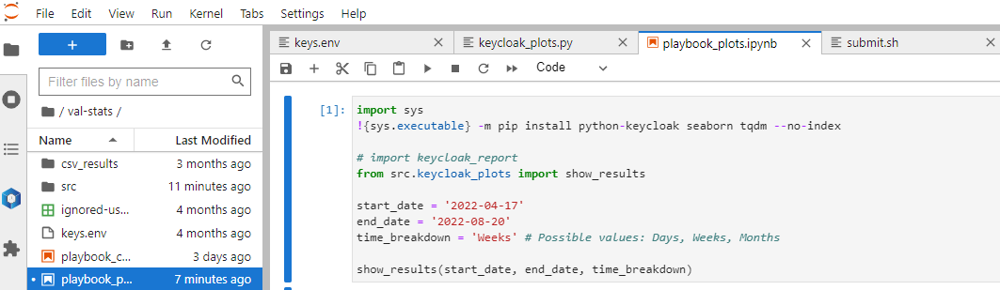 File Edit View Run Kernel Tabs Settings Help
+
Filter files by name
/ val-stats /
Name Last Modified
csv_results 3 months ago
src 11 minutes ago
ignored-us... 4 months ago
keys.env 4 months ago
playbook_c... 3 days ago
playbook_p... 7 minutes ago
keys.env keycloak_plots.py playbook_plots.ipynb submit.sh
Code
[1]: import sys
!{sys.executable} -m pip install python-keycloak seaborn tqdm --no-index
# import keycloak_report
from src.keycloak_plots import show_results
start_date = '2022-04-17'
end_date = '2022-08-20'
time_breakdown = 'Weeks' # Possible values: Days, Weeks, Months
show_results(start_date, end_date, time_breakdown)